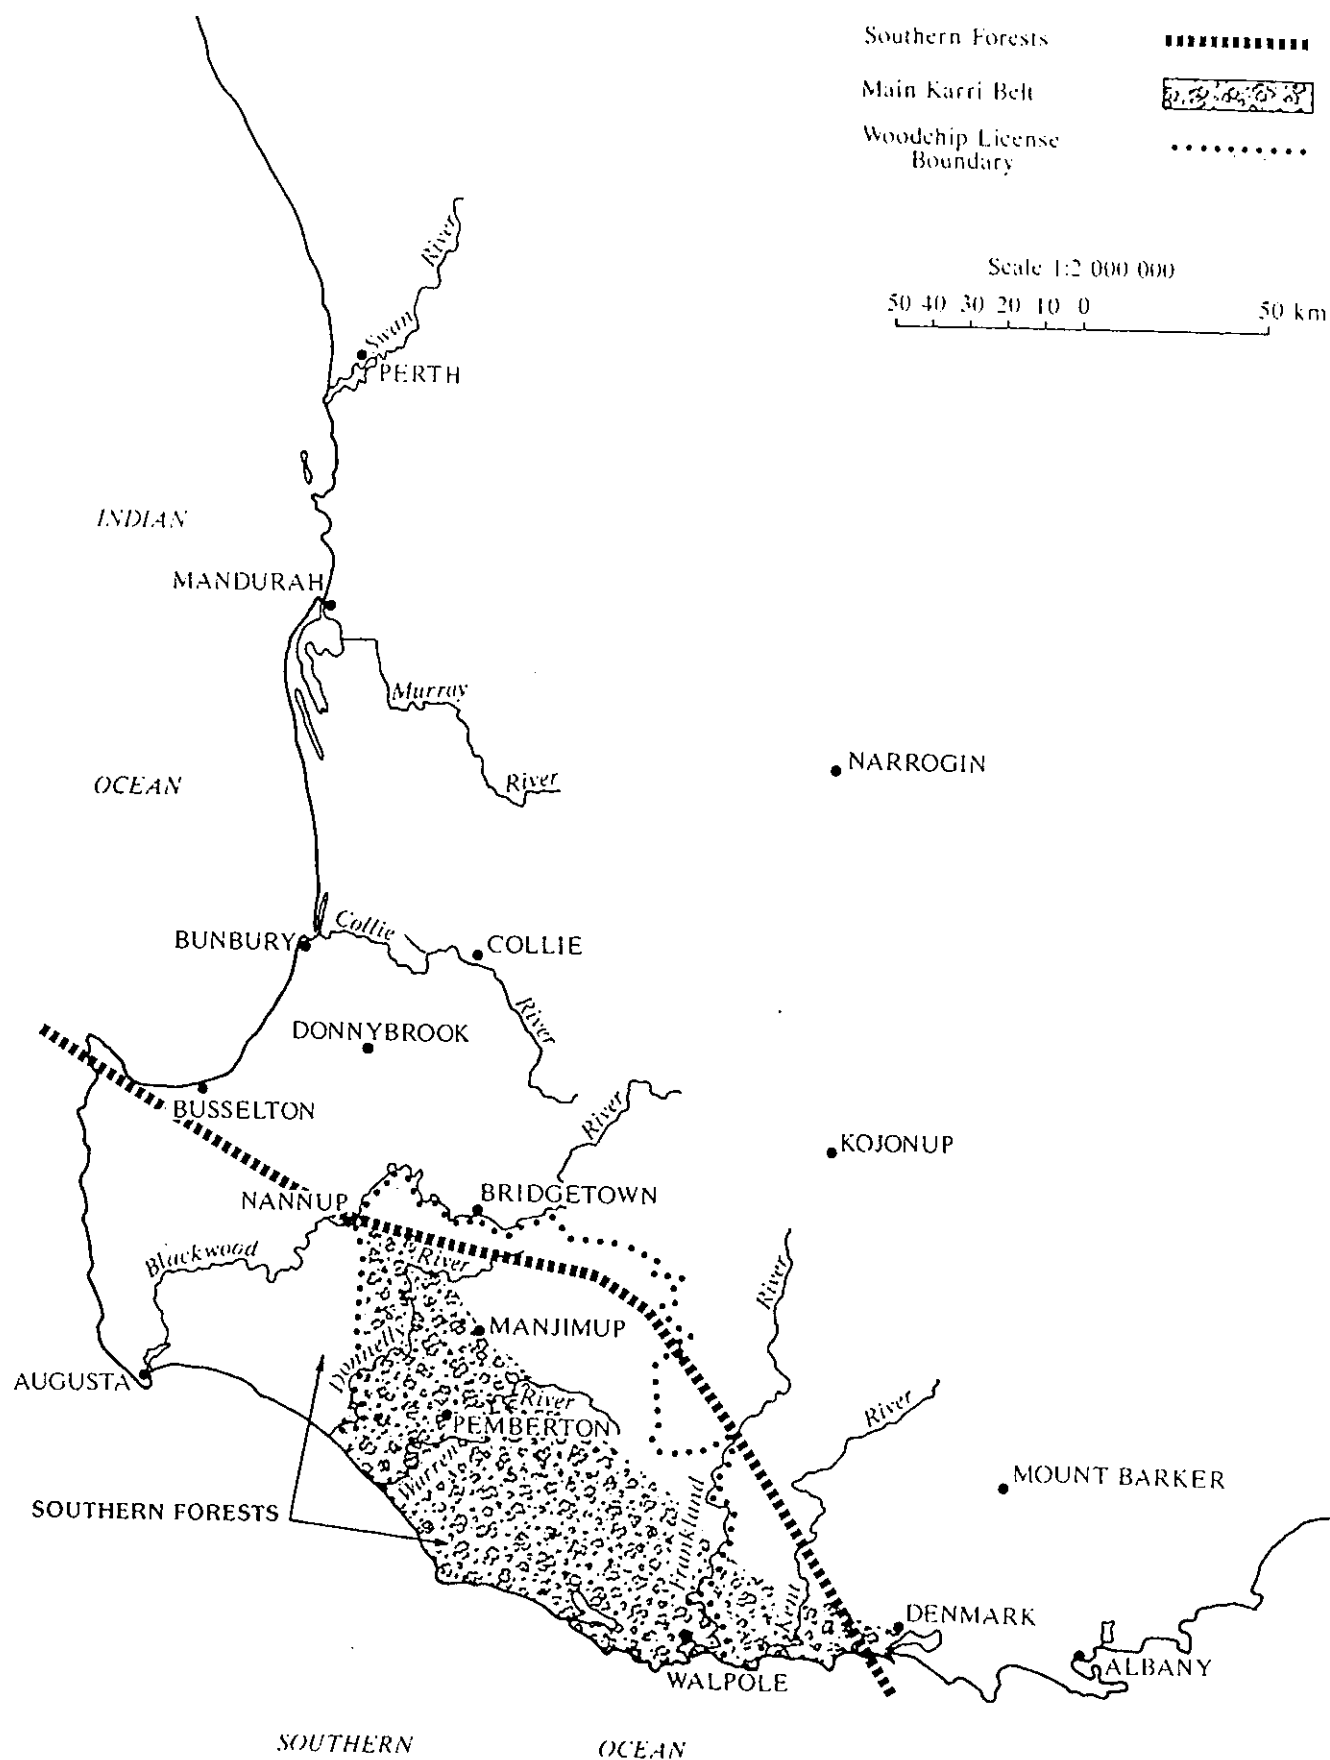 Southern Forests
Main Karri Belt
Woodchip License
Boundary
Scale 1:2 000 000
50 40 30 20 10 0 50 km
River
Swan
PERTH
INDIAN
MANDURAH
Murray
River
NARROGIN
OCEAN
Collie
BUNBURY
COLLIE
River
DONNYBROOK
BUSSELTON
River
KOJONUP
NANNUP
BRIDGETOWN
Blackwood
River
River
MANJIMUP
Donnelly
AUGUSTA
River
River
PEMBERTON
Warren
MOUNT BARKER
SOUTHERN FORESTS
Frankland
Kent
DENMARK
ALBANY
WALPOLE
SOUTHERN OCEAN